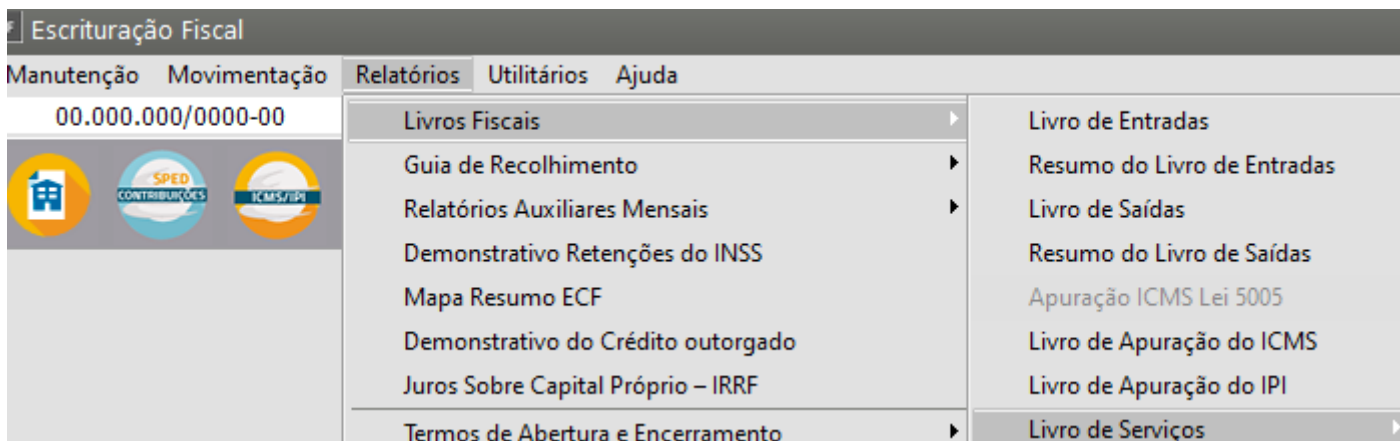 Escrituração Fiscal
Manutenção Movimentação Relatórios Utilitários Ajuda
00.000.000/0000-00
SPED
CONTRIBUIÇÕES
ICMS/IPI
Livros Fiscais
Guia de Recolhimento
Relatórios Auxiliares Mensais
Demonstrativo Retenções do INSS
Mapa Resumo ECF
Demonstrativo do Crédito outorgado
Juros Sobre Capital Próprio – IRRF
Termos de Abertura e Encerramento
Livro de Entradas
Resumo do Livro de Entradas
Livro de Saídas
Resumo do Livro de Saídas
Apuração ICMS Lei 5005
Livro de Apuração do ICMS
Livro de Apuração do IPI
Livro de Serviços